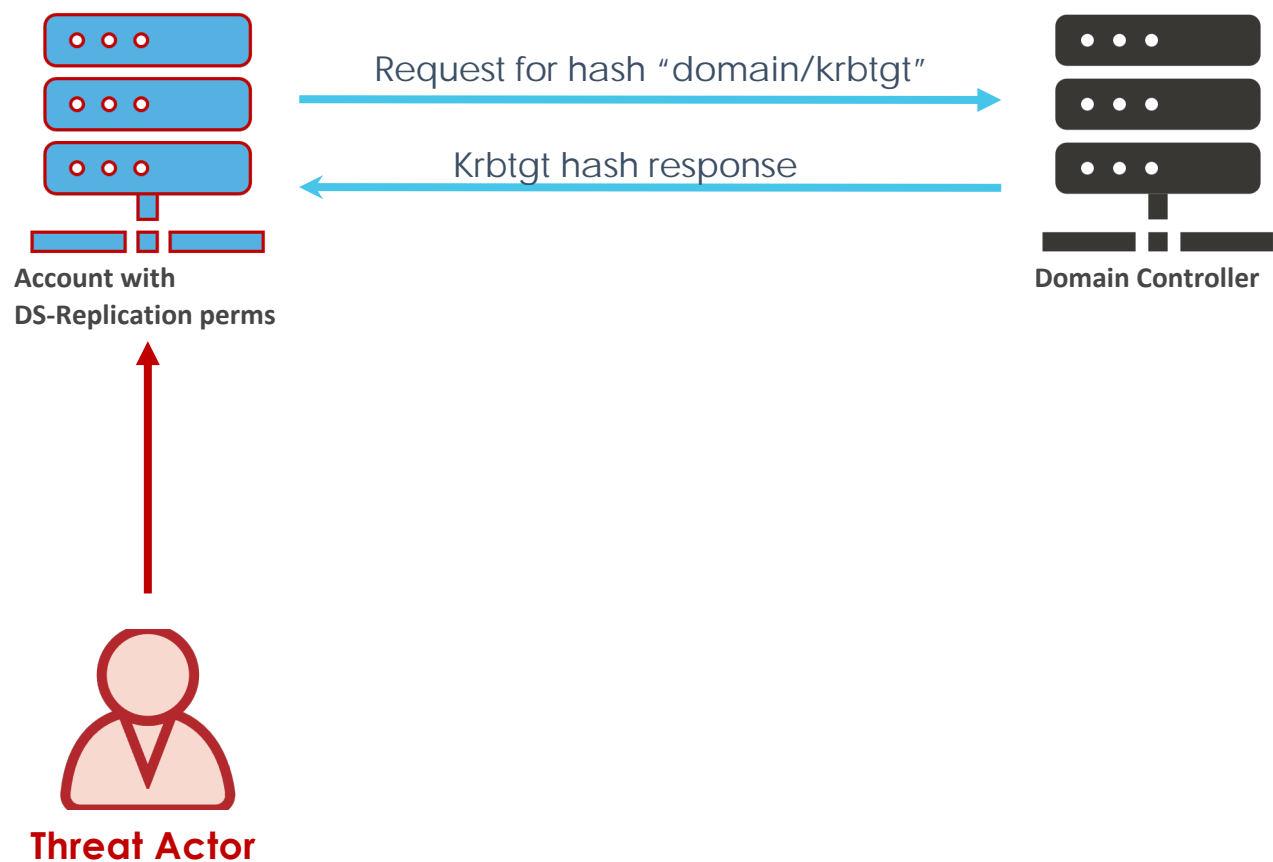 Request for hash “domain/krbtgt”
Krbtgt hash response
Account with
DS-Replication perms
Domain Controller
Threat Actor